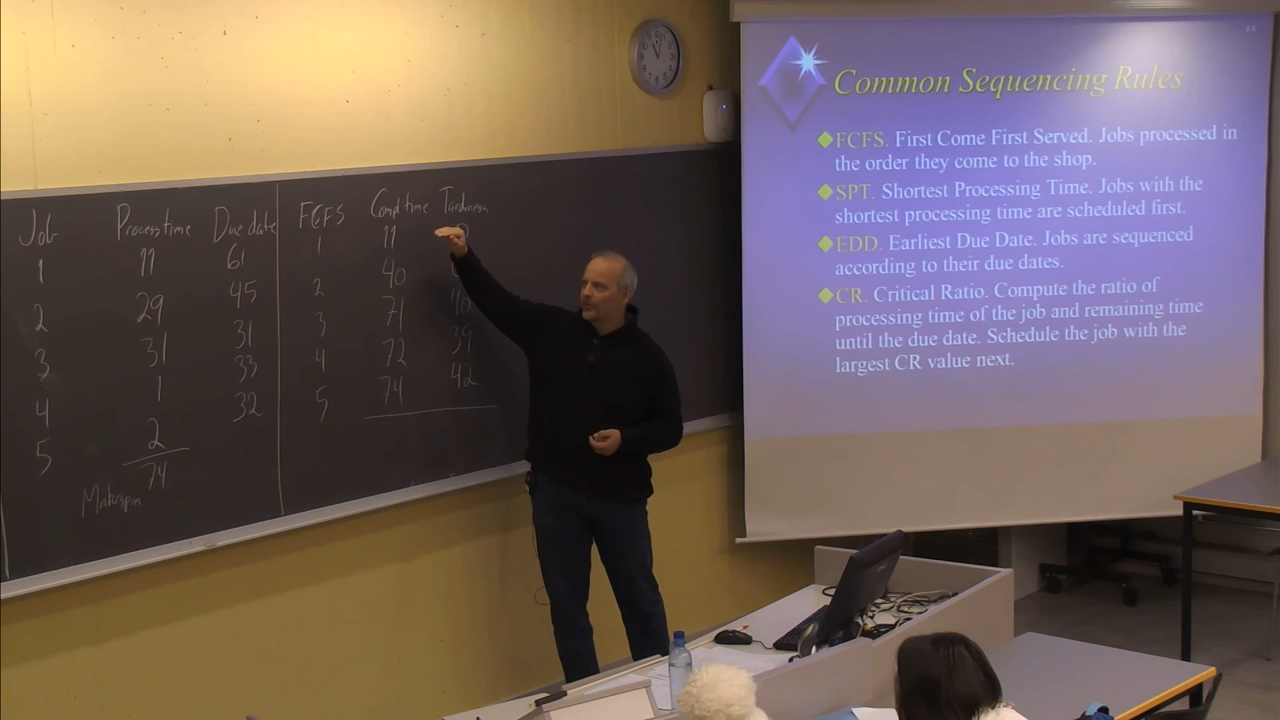 Job Process time Due date FCFS Compl time Tardiness
1 11 61 1 11
2 29 45 2 40
3 31 31 3 71 40
4 1 33 4 72 39
5 2 32 5 74 42
74
Makespan
Common Sequencing Rules
FCFS. First Come First Served. Jobs processed in
the order they come to the shop.
SPT. Shortest Processing Time. Jobs with the
shortest processing time are scheduled first.
EDD. Earliest Due Date. Jobs are sequenced
according to their due dates.
CR. Critical Ratio. Compute the ratio of
processing time of the job and remaining time
until the due date. Schedule the job with the
largest CR value next.